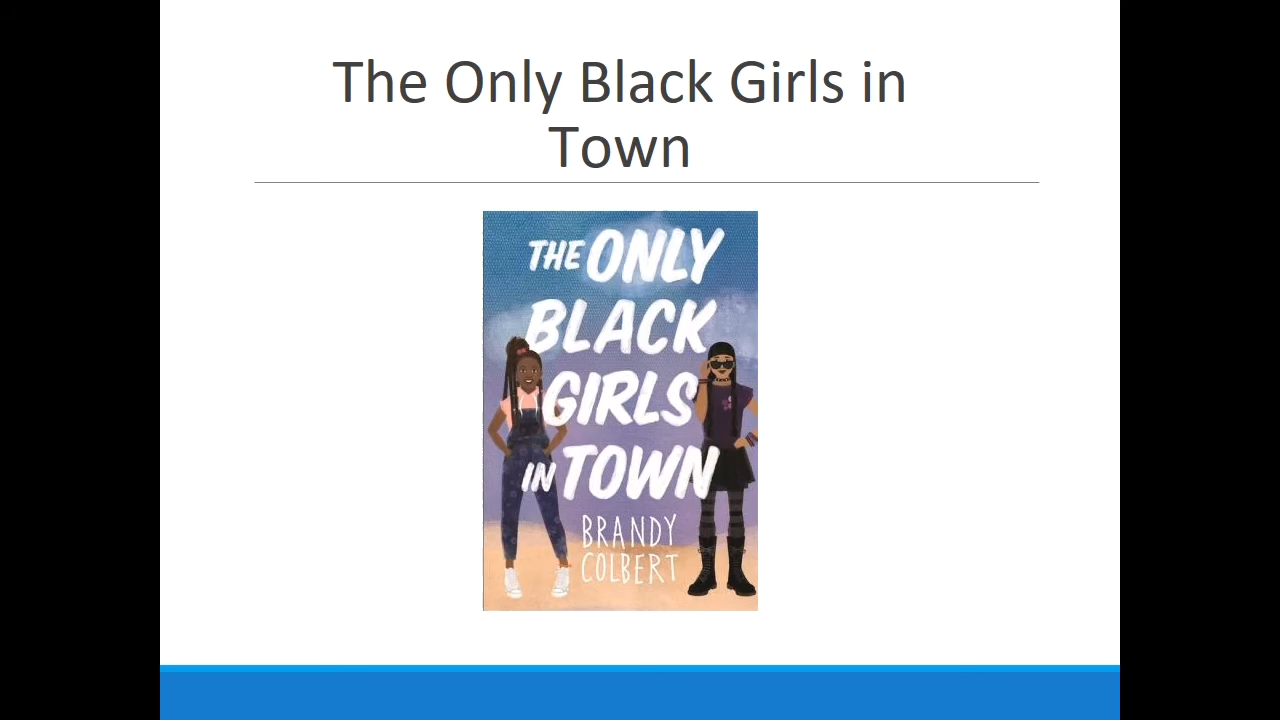 The Only Black Girls in
Town
THE ONLY
BLACK
GIRLS
IN TOWN
BRANDY
COLBERT